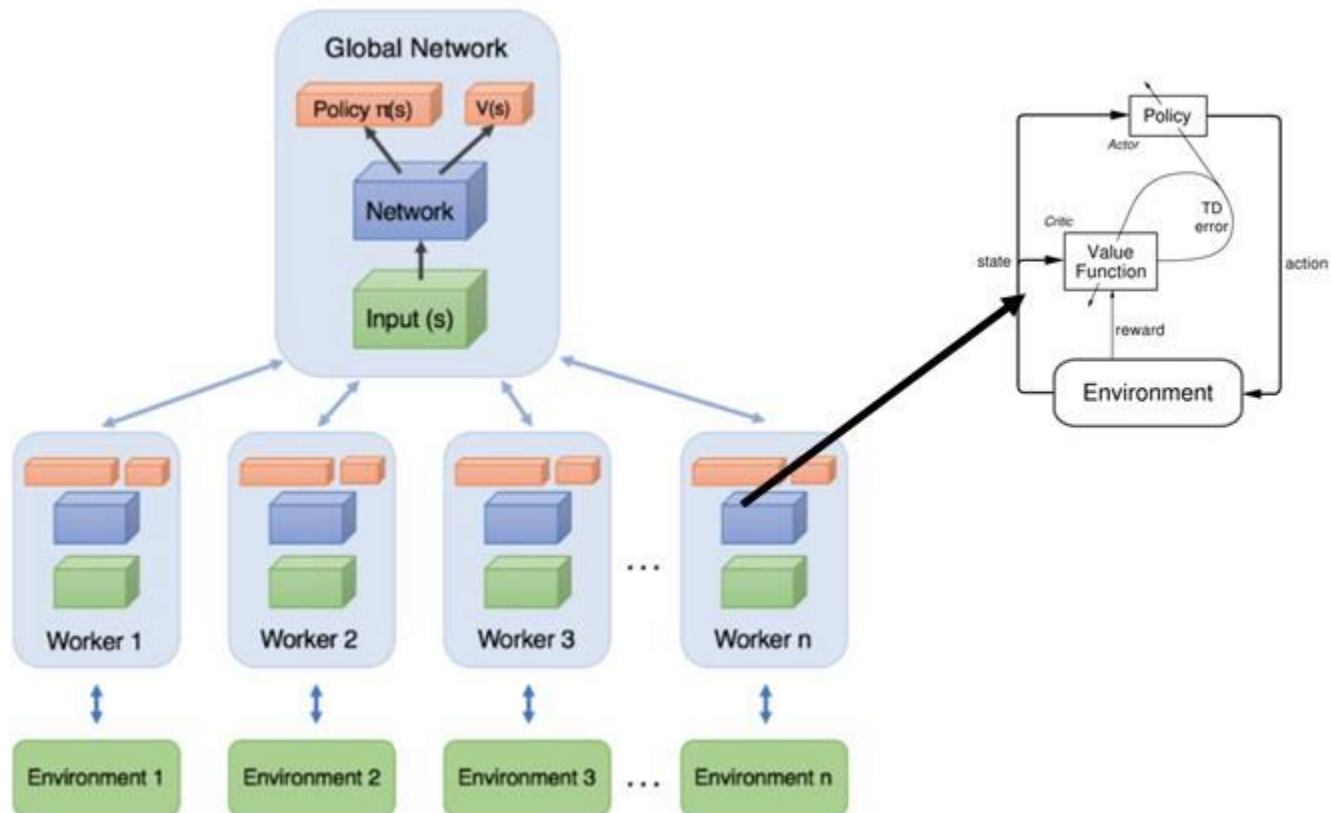 Global Network
Policy π(s)
V(s)
Network
Input (s)
Worker 1
Worker 2
Worker 3
...
Worker n
Environment 1
Environment 2
Environment 3
...
Environment n
Policy
Actor
TD
error
Critic
Value
Function
state
action
reward
Environment